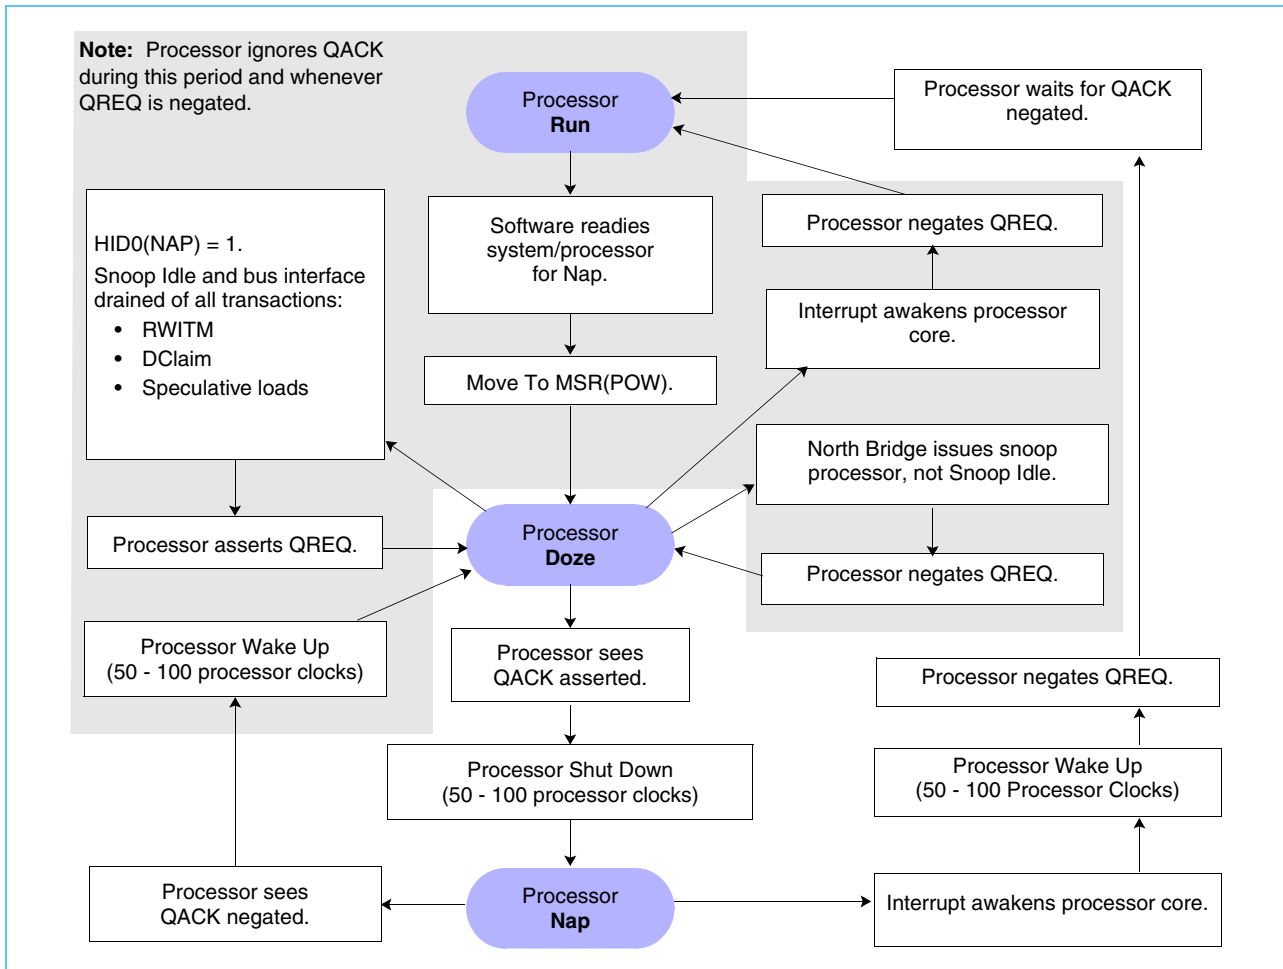 Note: Processor ignores QACK
during this period and whenever
QREQ is negated.
Processor
Run
Processor waits for QACK
negated.
HID0(NAP) = 1.
Snoop Idle and bus interface
drained of all transactions:
• RWITM
• DClaim
• Speculative loads
Software readies
system/processor
for Nap.
Processor negates QREQ.
Interrupt awakens processor
core.
Move To MSR(POW).
North Bridge issues snoop
processor, not Snoop Idle.
Processor asserts QREQ.
Processor
Doze
Processor negates QREQ.
Processor Wake Up
(50 - 100 processor clocks)
Processor sees
QACK asserted.
Processor negates QREQ.
Processor Shut Down
(50 - 100 processor clocks)
Processor Wake Up
(50 - 100 Processor Clocks)
Processor sees
QACK negated.
Processor
Nap
Interrupt awakens processor core.